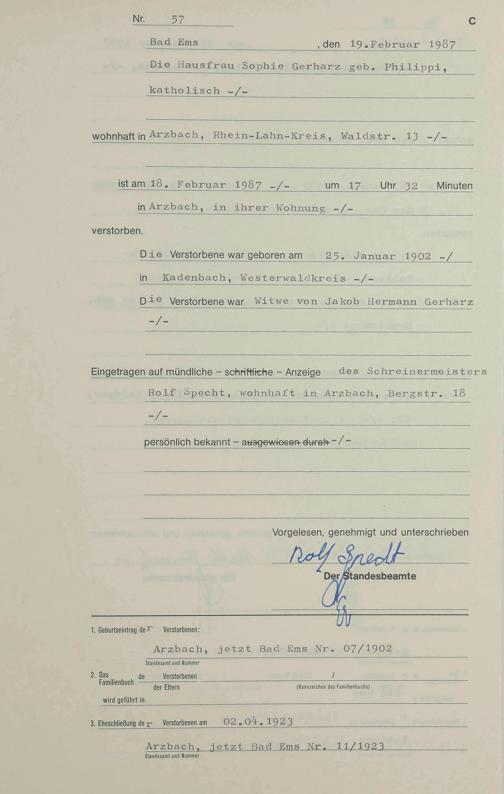 Nr. 57 C
Bad Ems , den 19.Februar 1987
Die Hausfrau Sophie Gerharz geb. Philippi,
katholisch -/-
wohnhaft in Arzbach, Rhein-Lahn-Kreis, Waldstr. 13 -/-
ist am 18. Februar 1987 -/- um 17 Uhr 32 Minuten
in Arzbach, in ihrer Wohnung -/-
verstorben.
Die Verstorbene war geboren am 25. Januar 1902 -/
in Kadenbach, Westerwaldkreis -/-
Die Verstorbene war Witwe von Jakob Hermann Gerharz
-/-
Eingetragen auf mündliche – schriftliche – Anzeige des Schreinermeisters
Rolf Specht, wohnhaft in Arzbach, Bergstr. 18
-/-
persönlich bekannt – ausgewiesen durch -/-
Vorgelesen, genehmigt und unterschrieben
Rolf Specht
Der Standesbeamte
1. Geburtseintrag der Verstorbenen:
Arzbach, jetzt Bad Ems Nr. 07/1902
Standesamt und Nummer
2. Das Familienbuch de Verstorbenen /
der Eltern (Kennzeichen des Familienbuchs)
wird geführt in
3. Eheschließung der Verstorbenen am 02.04.1923
Arzbach, jetzt Bad Ems Nr. 11/1923
Standesamt und Nummer